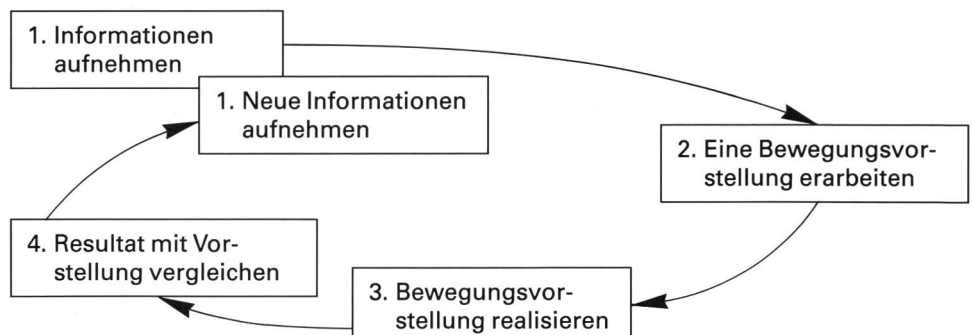 1. Informationen
aufnehmen
1. Neue Informationen
aufnehmen
2. Eine Bewegungsvor-
stellung erarbeiten
3. Bewegungsvor-
stellung realisieren
4. Resultat mit Vor-
stellung vergleichen